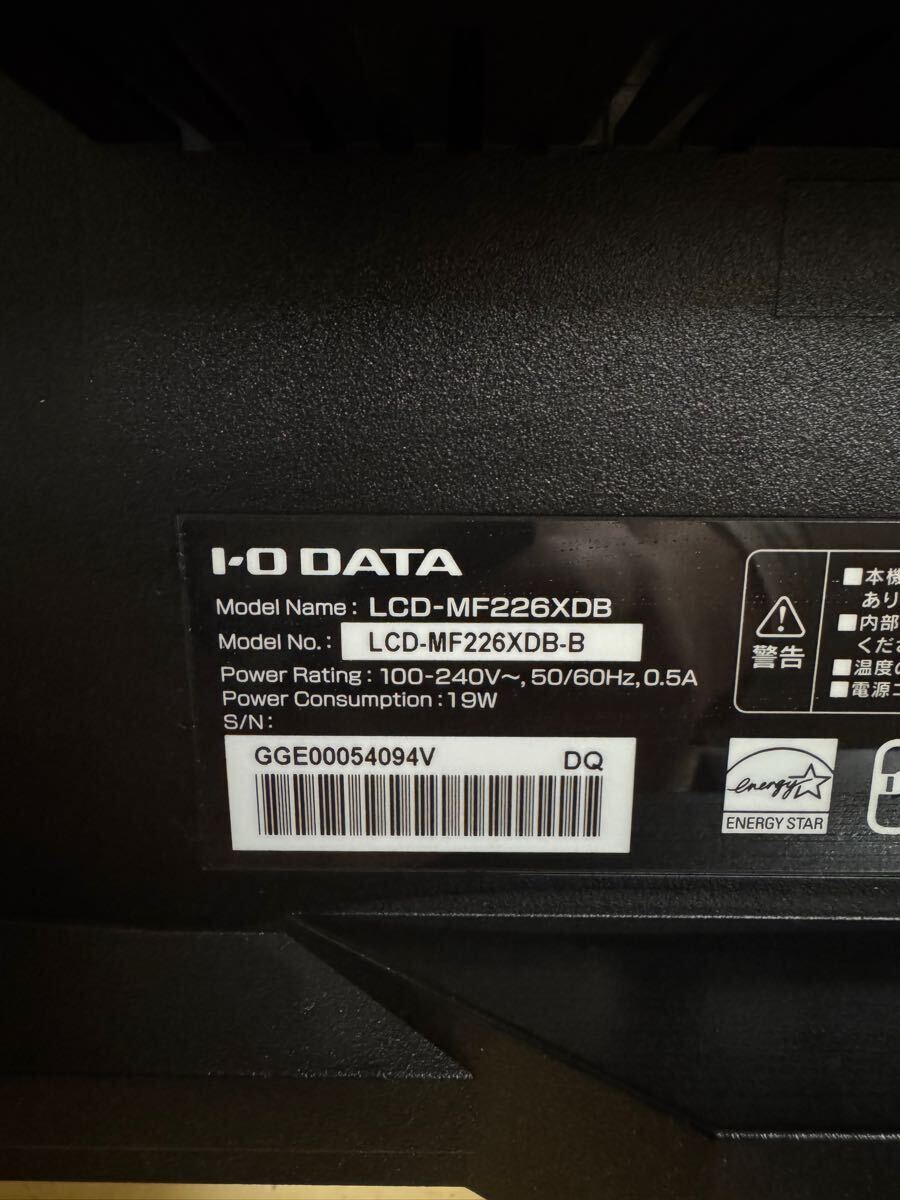 I-O DATA
Model Name : LCD-MF226XDB
Model No. : LCD-MF226XDB-B
Power Rating : 100-240V~, 50/60Hz, 0.5A
Power Consumption : 19W
S/N :
GGE00054094V DQ
警告
■本機
あり
■内部
くださ
■温度の
■電源コ
energy
ENERGY STAR